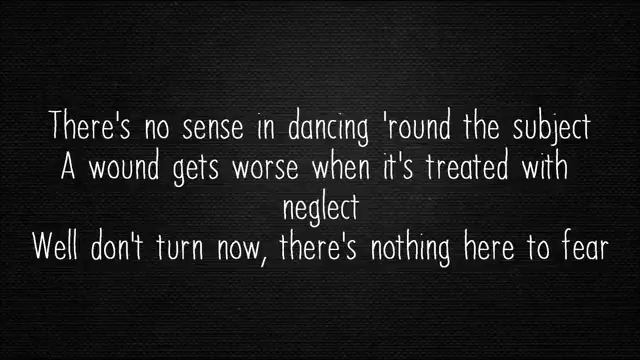 There's no sense in dancing 'round the subject
A wound gets worse when it's treated with
neglect
Well don't turn now, there's nothing here to fear